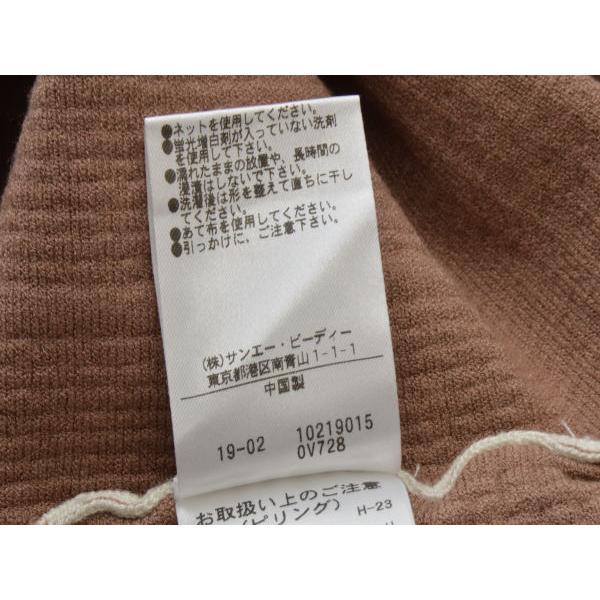 ●ネットを使用してください。
●蛍光増白剤が入っていない洗剤
を使用して下さい。
●濡れたままの放置や、長時間の
浸漬はしないで下さい。
●洗濯後は形を整えて直ちに干し
てください。
●あて布を使用してください。
●引っかけに、ご注意下さい。
(株)サンエー・ビーディー
東京都港区南青山1-1-1
中国製
19-02 10219015
0V728
お取扱い上のご注意
(ピリング) H-23